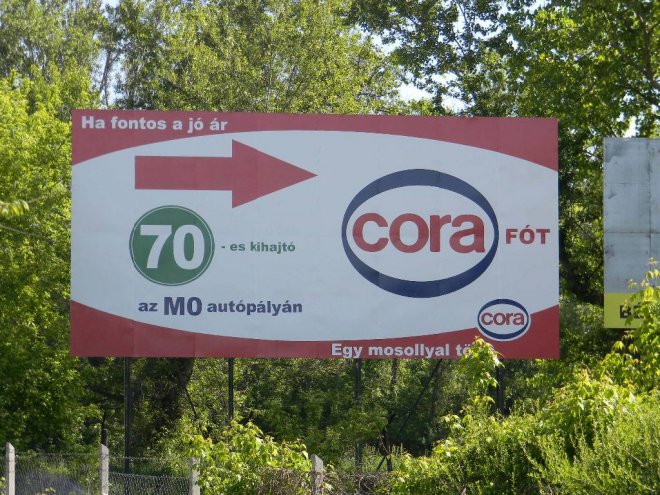 Ha fontos a jó ár
cora FÓT
70 - es kihajtó
az M0 autópályán
cora
Egy mosollyal